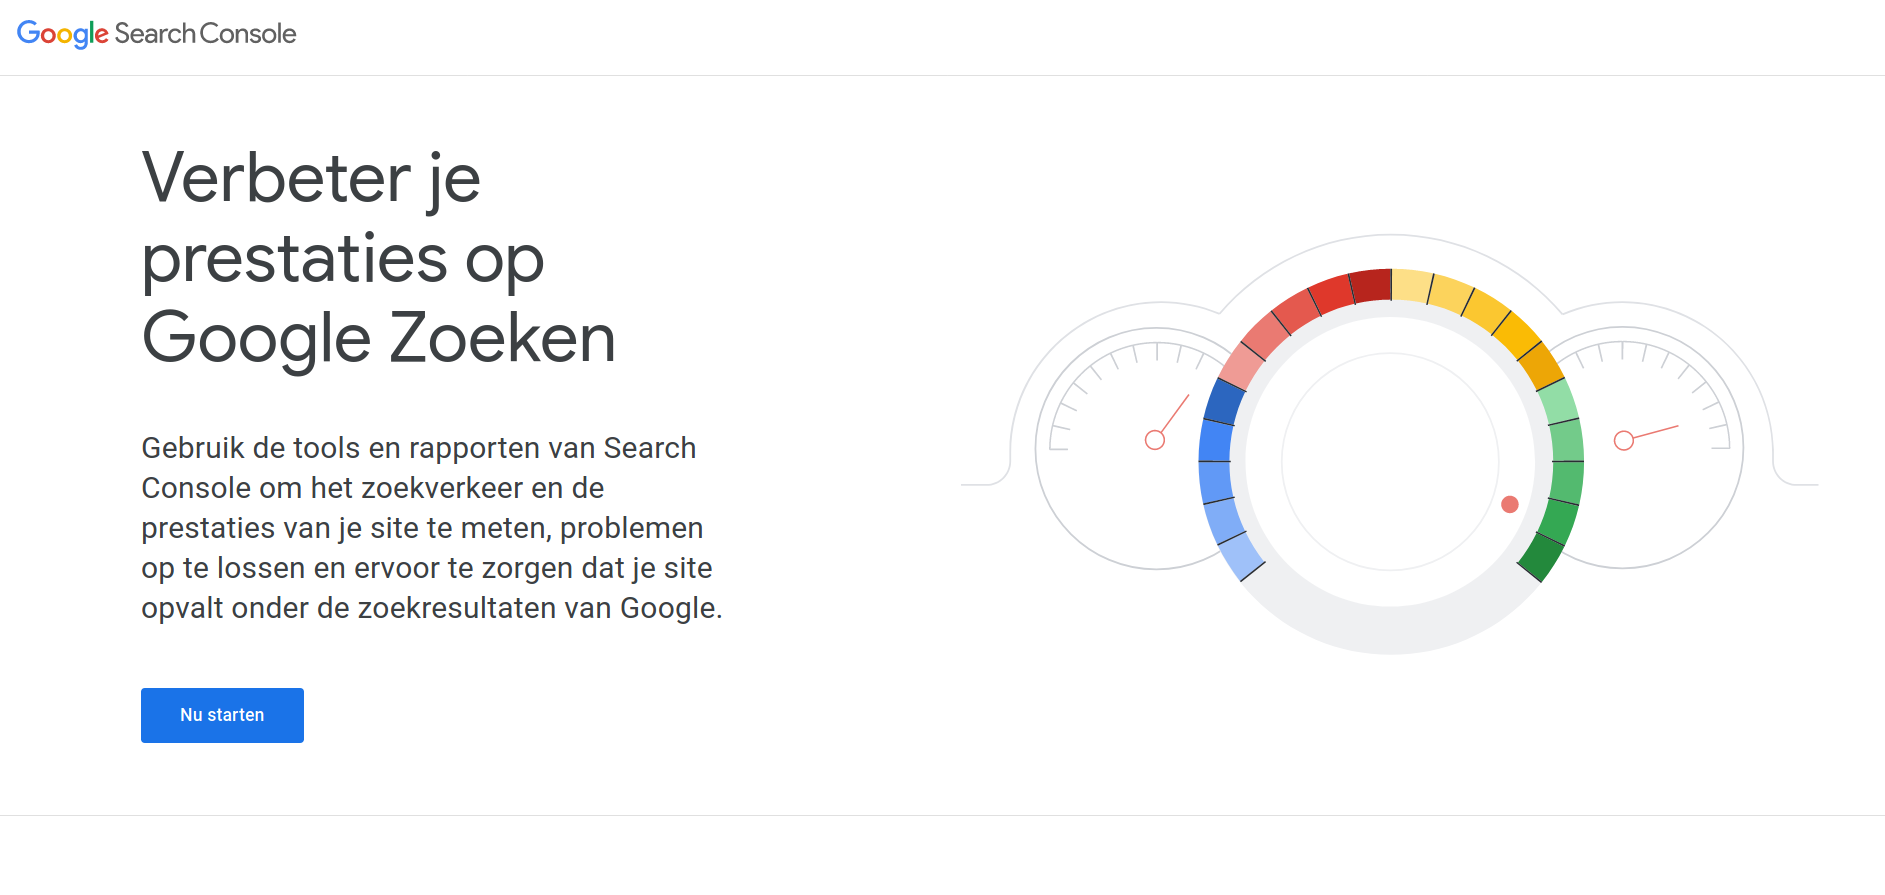 Google Search Console
Verbeter je
prestaties op
Google Zoeken
Gebruik de tools en rapporten van Search
Console om het zoekverkeer en de
prestaties van je site te meten, problemen
op te lossen en ervoor te zorgen dat je site
opvalt onder de zoekresultaten van Google.
Nu starten